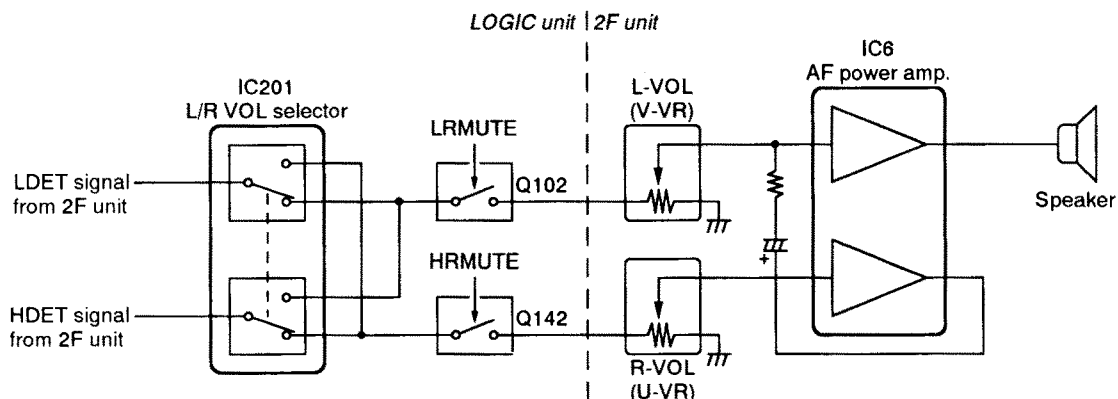 LOGIC unit
2F unit
IC201
L/R VOL selector
LDET signal
from 2F unit
HDET signal
from 2F unit
LRMUTE
Q102
HRMUTE
Q142
L-VOL
(V-VR)
R-VOL
(U-VR)
IC6
AF power amp.
+
Speaker